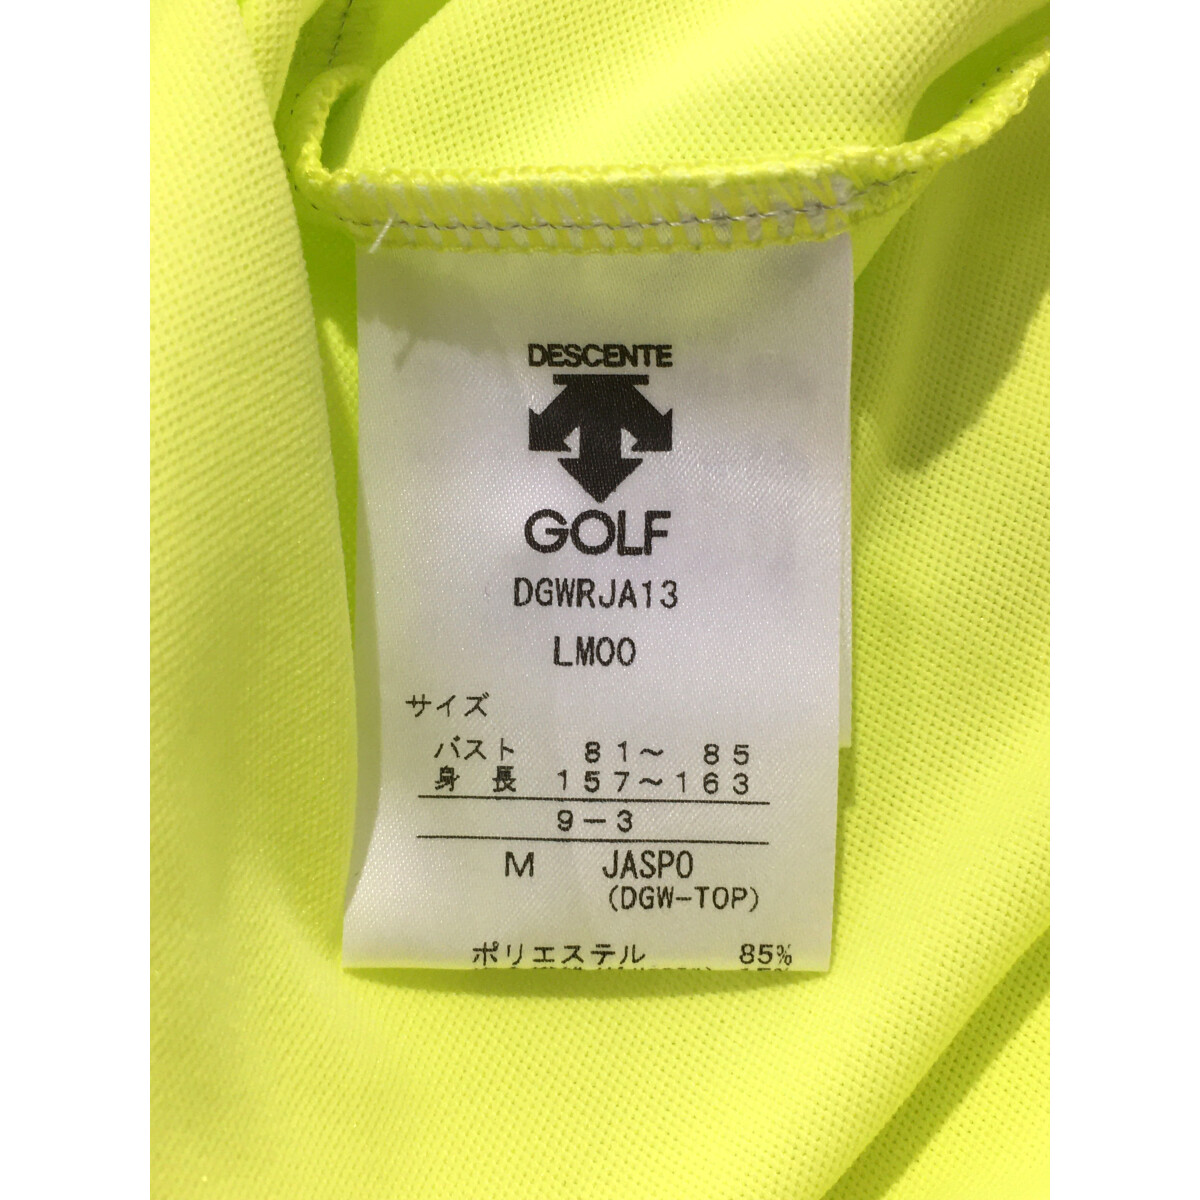 DESCENTE
GOLF
DGWRJA13
LM00
サイズ
バスト 81～ 85
身長 157～163
9-3
M JASPO
(DGW-TOP)
ポリエステル 85%